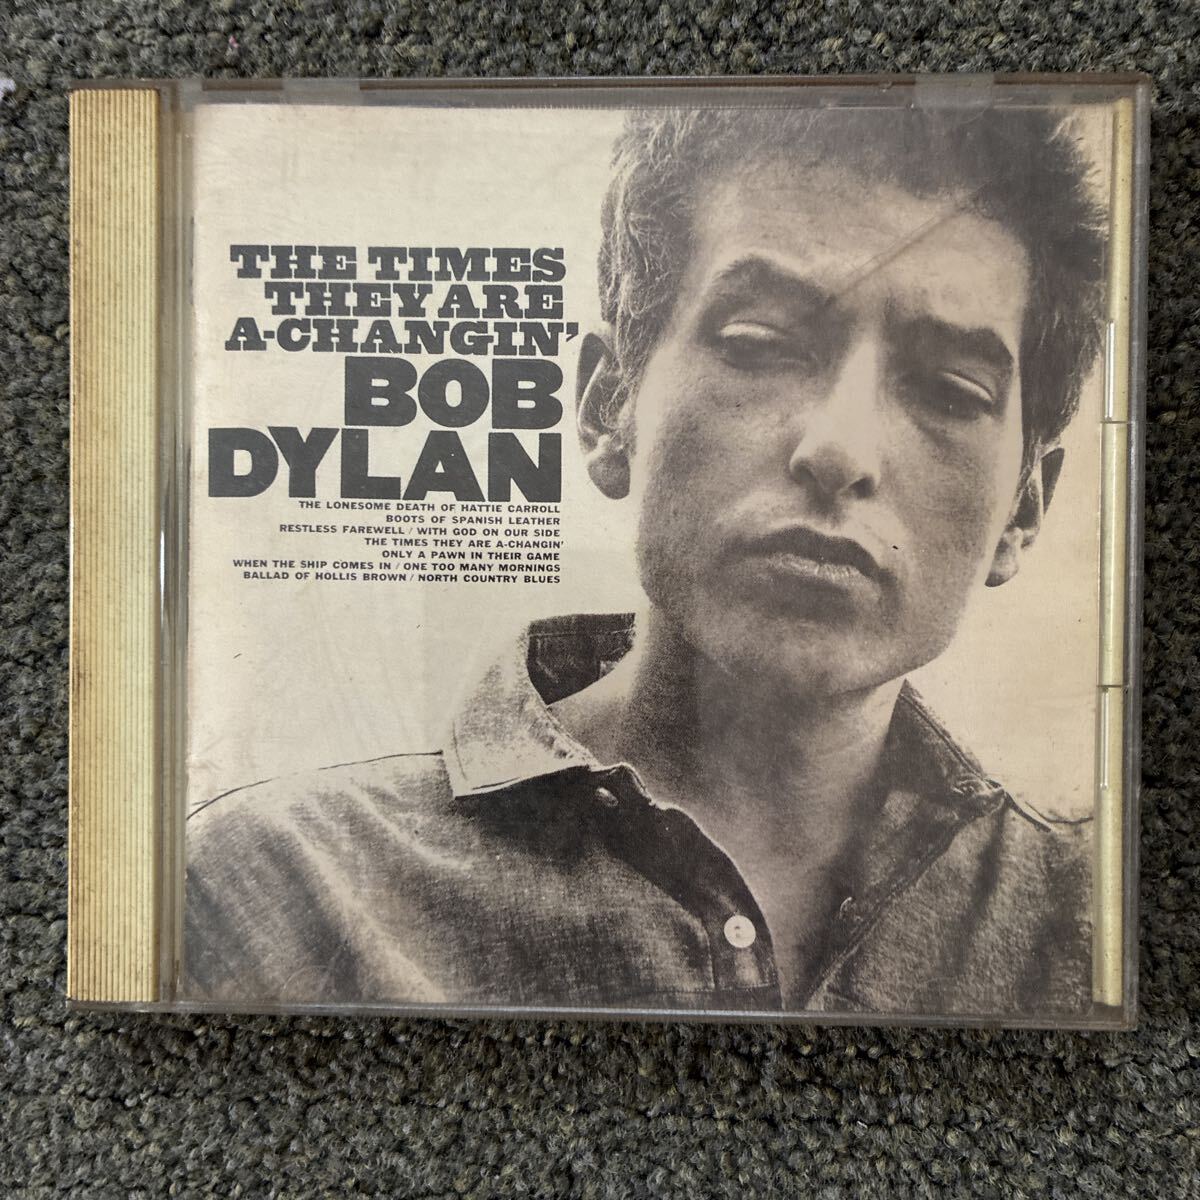 THE TIMES
THEY ARE
A-CHANGIN'
BOB
DYLAN
THE LONESOME DEATH OF HATTIE CARROLL
BOOTS OF SPANISH LEATHER
RESTLESS FAREWELL / WITH GOD ON OUR SIDE
THE TIMES THEY ARE A-CHANGIN'
ONLY A PAWN IN THEIR GAME
WHEN THE SHIP COMES IN / ONE TOO MANY MORNINGS
BALLAD OF HOLLIS BROWN / NORTH COUNTRY BLUES